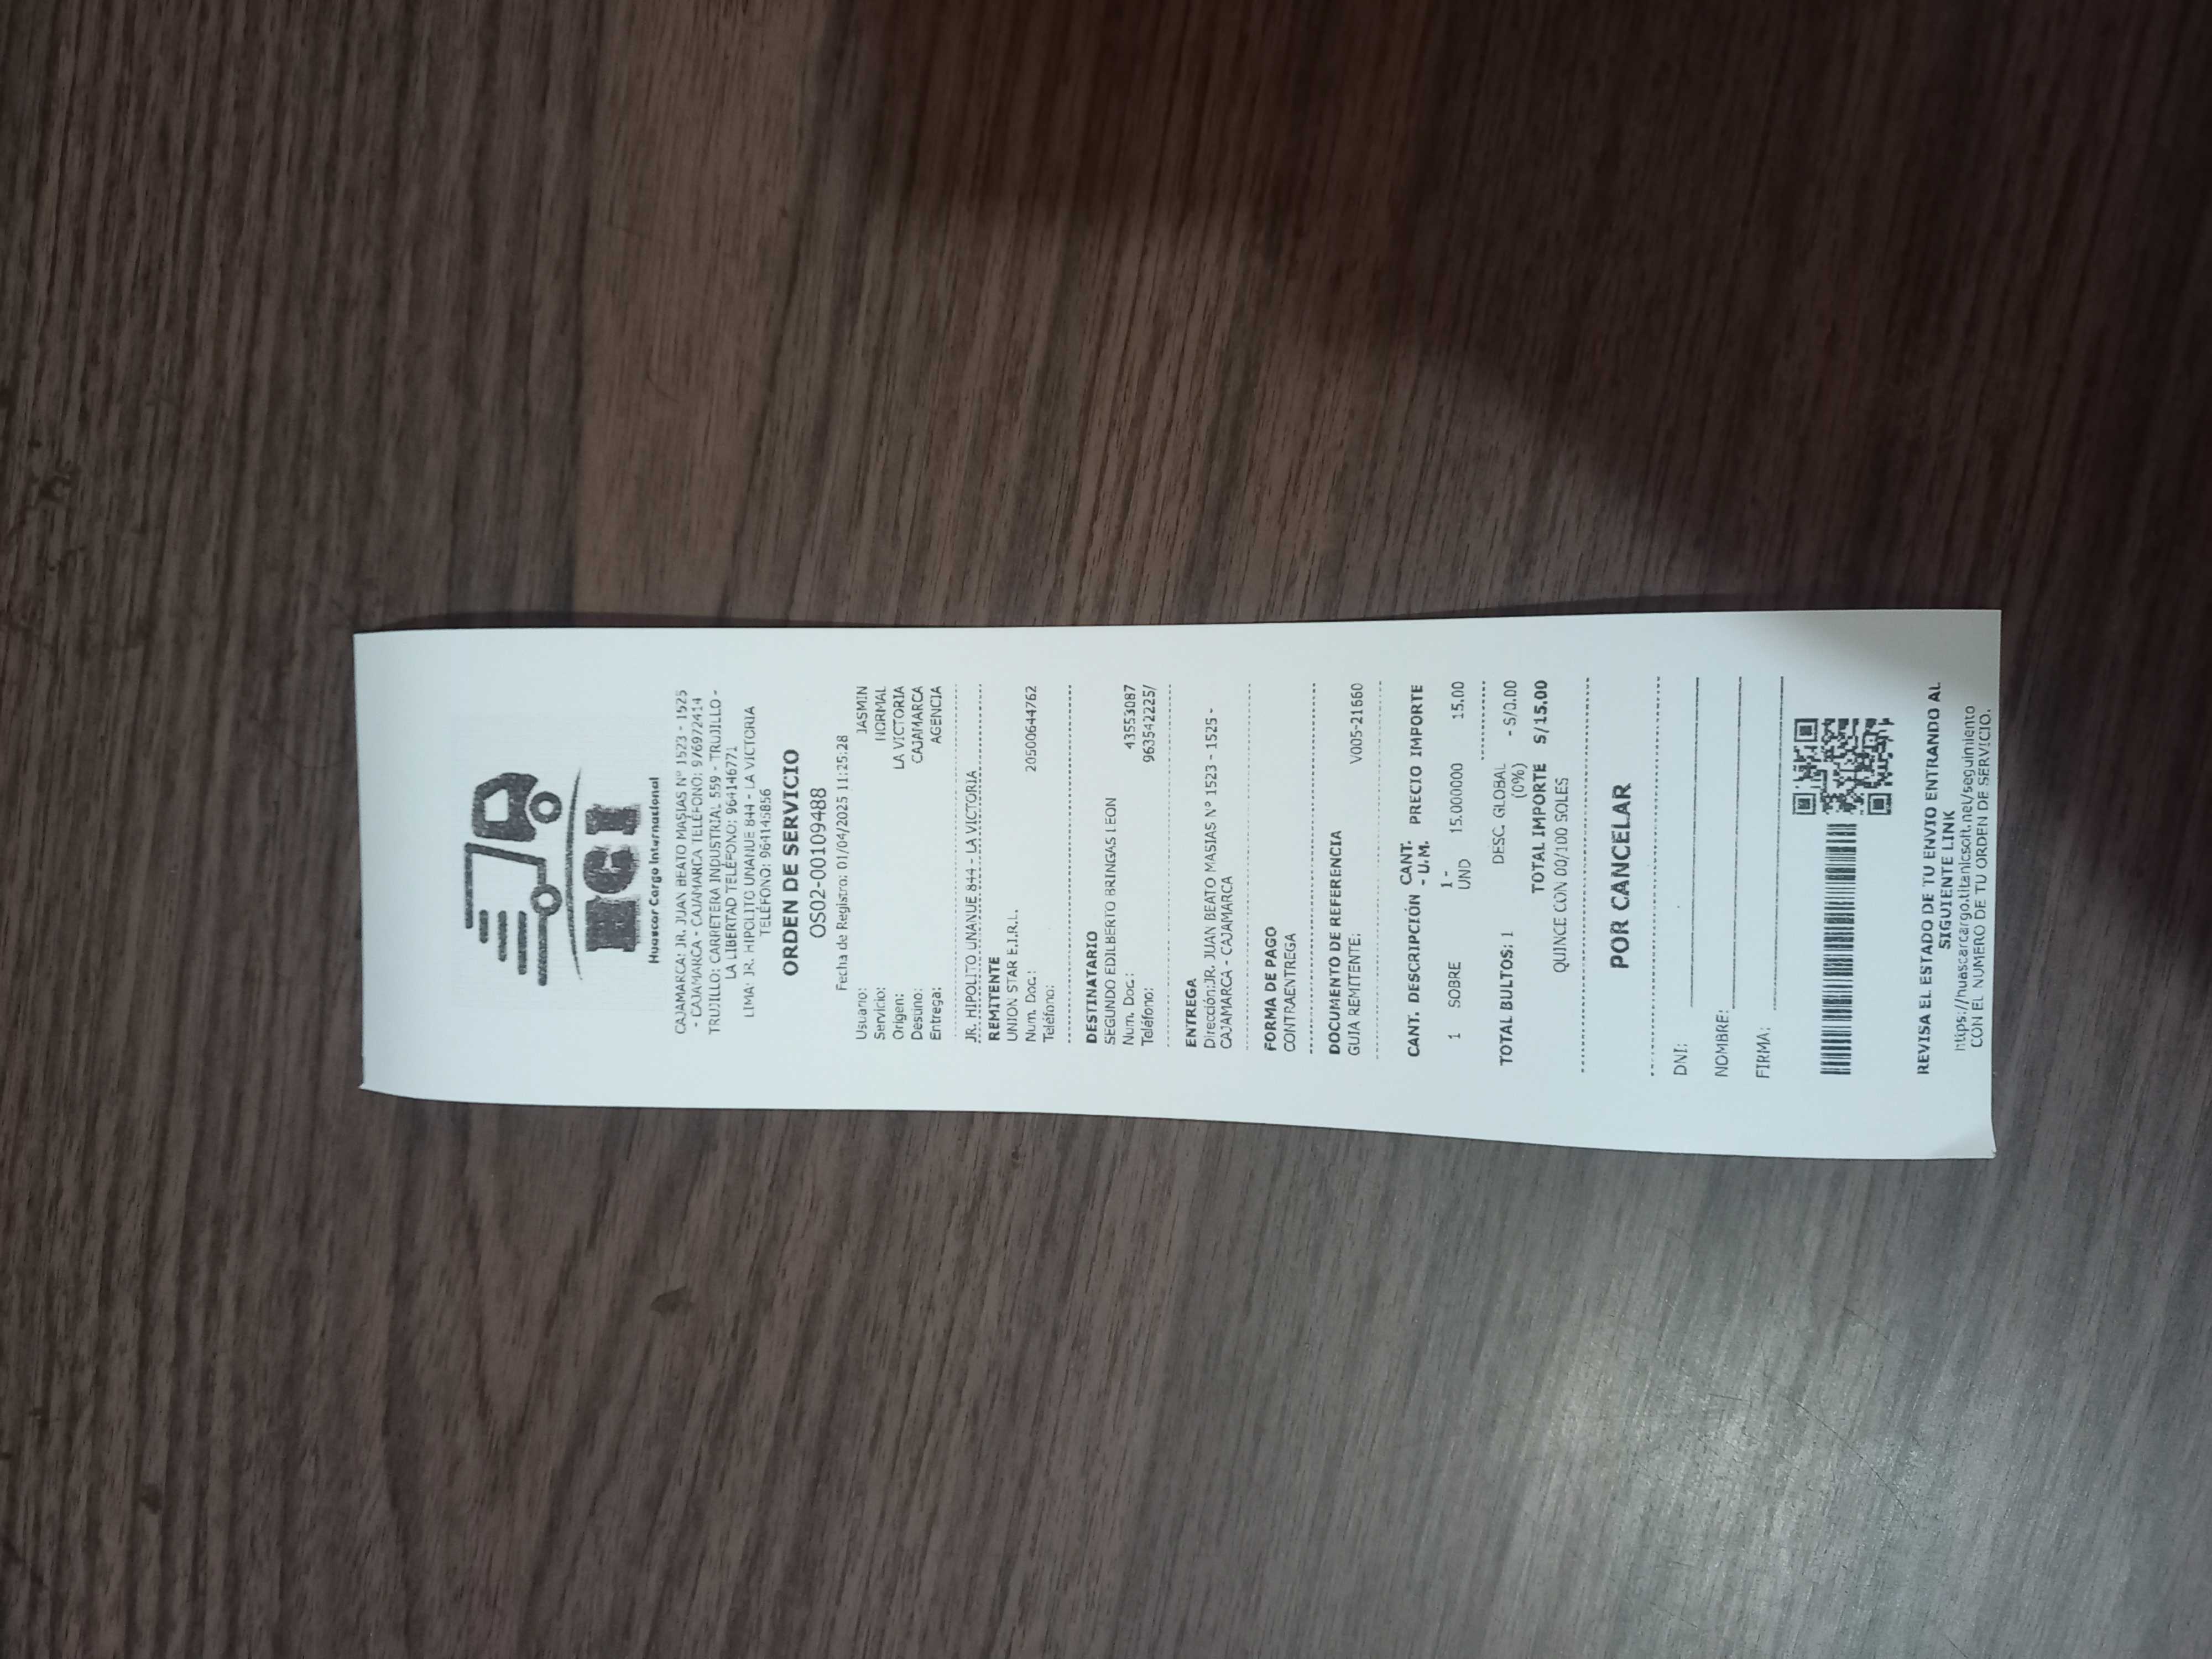 HCI
Huascar Cargo Internacional
CAJAMARCA: JR. JUAN BEATO MASIAS Nº 1523 - 1525
- CAJAMARCA - CAJAMARCA TELÉFONO: 976972414
TRUJILLO: CARRETERA INDUSTRIAL 559 - TRUJILLO -
LA LIBERTAD TELÉFONO: 964146771
LIMA: JR. HIPOLITO UNANUE 844 - LA VICTORIA
TELÉFONO: 964145856
ORDEN DE SERVICIO
OS02-00109488
Fecha de Registro: 01/04/2025 11:25:28
Usuario: JASMIN
Servicio: NORMAL
Origen: LA VICTORIA
Destino: CAJAMARCA
Entrega: AGENCIA
JR. HIPOLITO UNANUE 844 - LA VICTORIA
REMITENTE
UNION STAR E.I.R.L.
Num. Doc.: 20500644762
Teléfono:
DESTINATARIO
SEGUNDO EDILBERTO BRINGAS LEON
Num. Doc.: 43553087
Teléfono: 963542225/
ENTREGA
Dirección:JR. JUAN BEATO MASIAS Nº 1523 - 1525 -
CAJAMARCA - CAJAMARCA
FORMA DE PAGO
CONTRAENTREGA
DOCUMENTO DE REFERENCIA
GUIA REMITENTE: V005-21660
CANT. DESCRIPCIÓN CANT. - U.M. PRECIO IMPORTE
1 SOBRE 1 - UND 15.000000 15.00
TOTAL BULTOS: 1
DESC. GLOBAL (0%) - S/0.00
TOTAL IMPORTE S/15.00
QUINCE CON 00/100 SOLES
POR CANCELAR
DNI:
NOMBRE:
FIRMA:
REVISA EL ESTADO DE TU ENVIO ENTRANDO AL
SIGUIENTE LINK
https://huascarcargo.titanicsoft.net/seguimiento
CON EL NUMERO DE TU ORDEN DE SERVICIO.